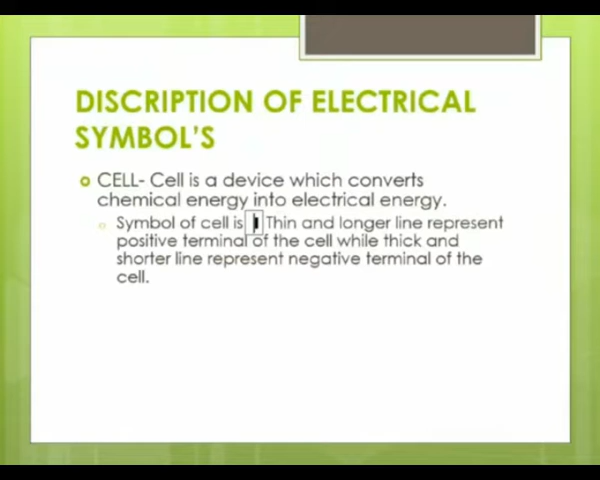 DISCRIPTION OF ELECTRICAL
SYMBOL'S
CELL- Cell is a device which converts
chemical energy into electrical energy.
Symbol of cell is Thin and longer line represent
positive terminal of the cell while thick and
shorter line represent negative terminal of the
cell.